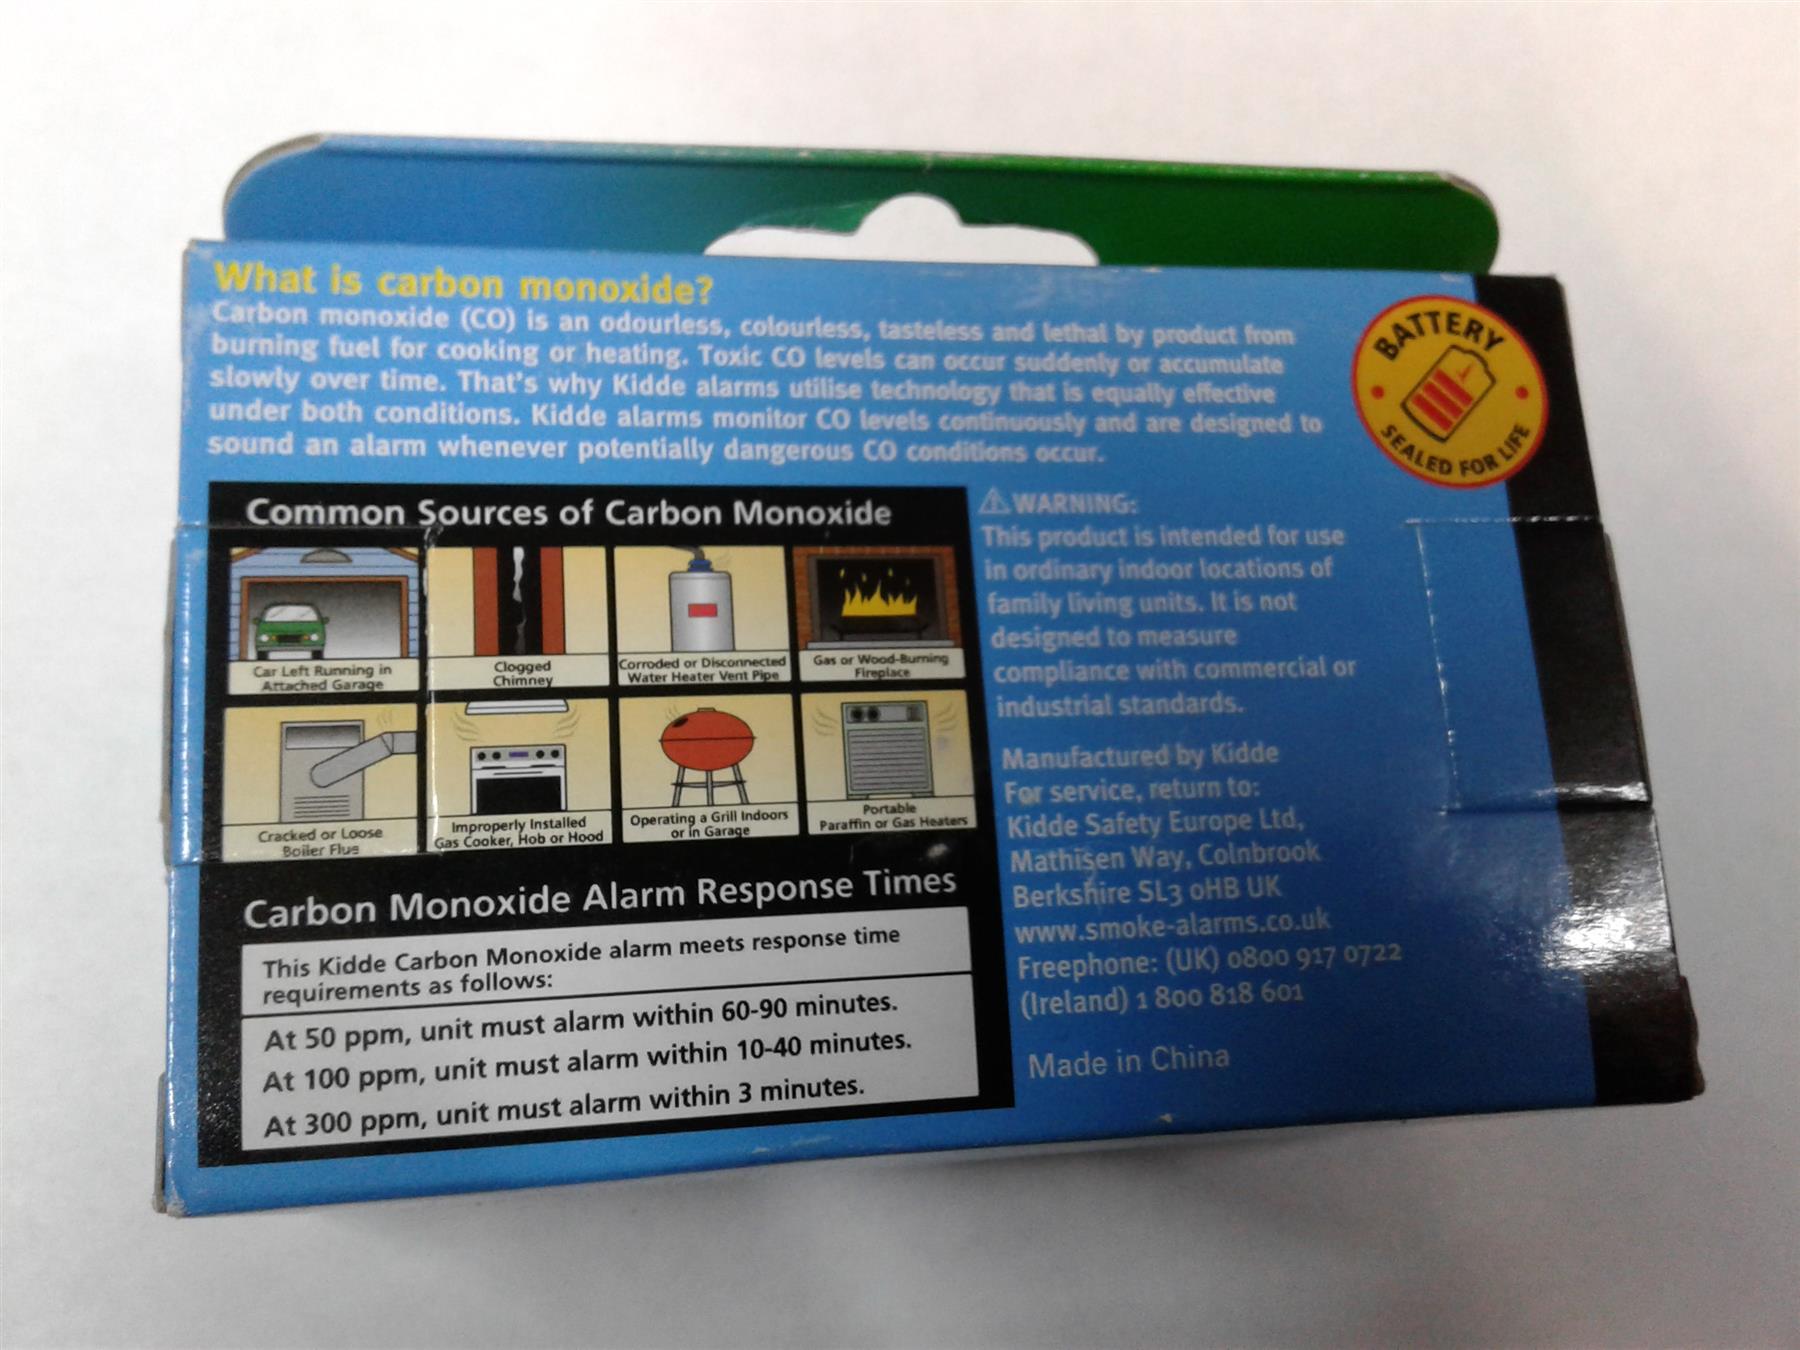 What is carbon monoxide?
Carbon monoxide (CO) is an odourless, colourless, tasteless and lethal by product from
burning fuel for cooking or heating. Toxic CO levels can occur suddenly or accumulate
slowly over time. That's why Kidde alarms utilise technology that is equally effective
under both conditions. Kidde alarms monitor CO levels continuously and are designed to
sound an alarm whenever potentially dangerous CO conditions occur.
BATTERY
SEALED FOR LIFE
Common Sources of Carbon Monoxide
Car Left Running in
Attached Garage
Clogged
Chimney
Corroded or Disconnected
Water Heater Vent Pipe
Gas or Wood-Burning
Fireplace
Cracked or Loose
Boiler Flue
Improperly Installed
Gas Cooker, Hob or Hood
Operating a Grill Indoors
or in Garage
Portable
Paraffin or Gas Heaters
Carbon Monoxide Alarm Response Times
This Kidde Carbon Monoxide alarm meets response time
requirements as follows:
At 50 ppm, unit must alarm within 60-90 minutes.
At 100 ppm, unit must alarm within 10-40 minutes.
At 300 ppm, unit must alarm within 3 minutes.
⚠WARNING:
This product is intended for use
in ordinary indoor locations of
family living units. It is not
designed to measure
compliance with commercial or
industrial standards.
Manufactured by Kidde
For service, return to:
Kidde Safety Europe Ltd,
Mathisen Way, Colnbrook
Berkshire SL3 0HB UK
www.smoke-alarms.co.uk
Freephone: (UK) 0800 917 0722
(Ireland) 1 800 818 601
Made in China